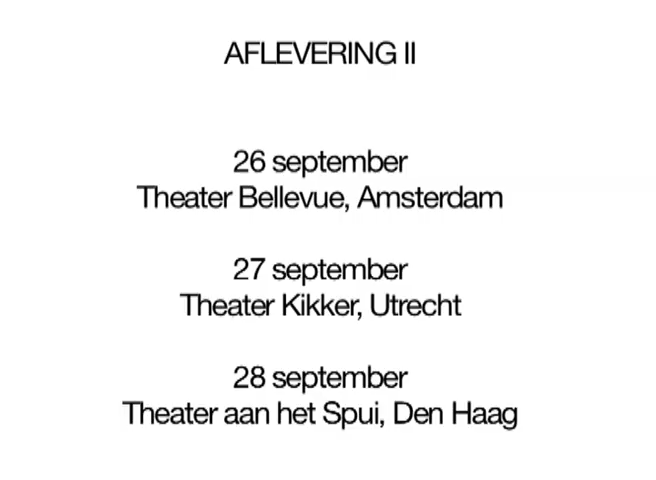 AFLEVERING II
26 september
Theater Bellevue, Amsterdam
27 september
Theater Kikker, Utrecht
28 september
Theater aan het Spui, Den Haag